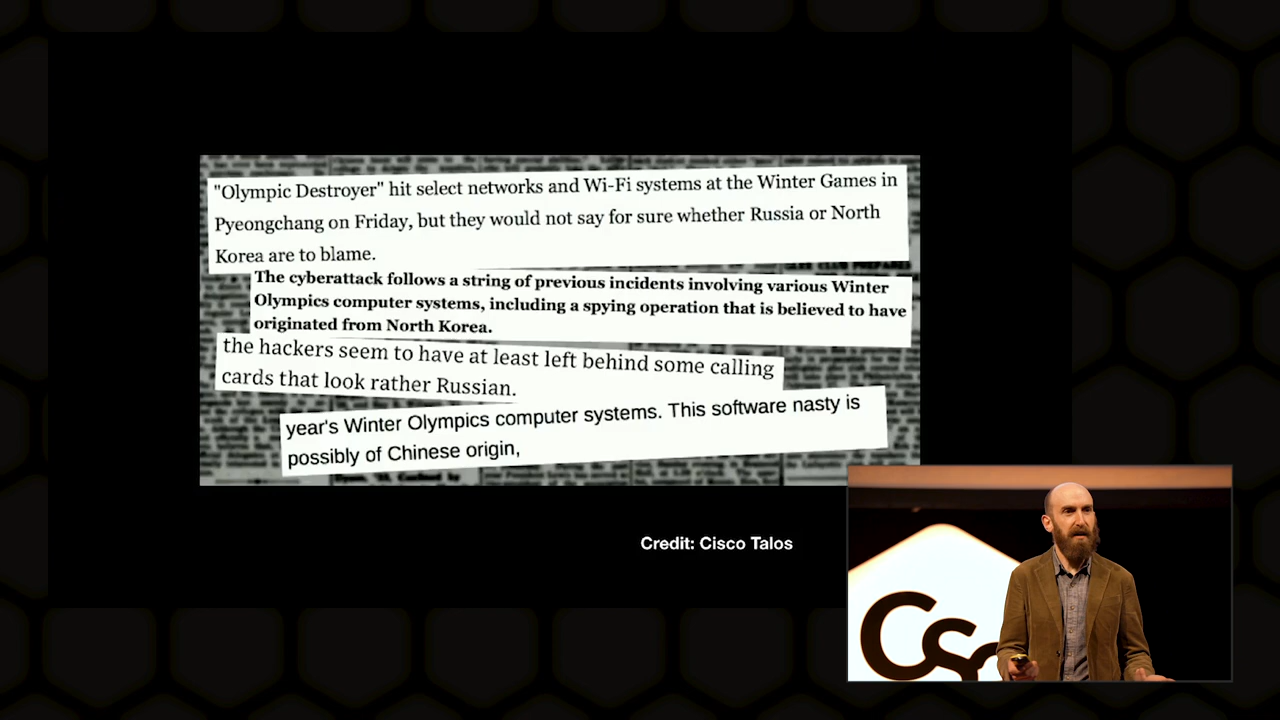 "Olympic Destroyer" hit select networks and Wi-Fi systems at the Winter Games in
Pyeongchang on Friday, but they would not say for sure whether Russia or North
Korea are to blame.
The cyberattack follows a string of previous incidents involving various Winter
Olympics computer systems, including a spying operation that is believed to have
originated from North Korea.
the hackers seem to have at least left behind some calling
cards that look rather Russian.
year's Winter Olympics computer systems. This software nasty is
possibly of Chinese origin,
Credit: Cisco Talos